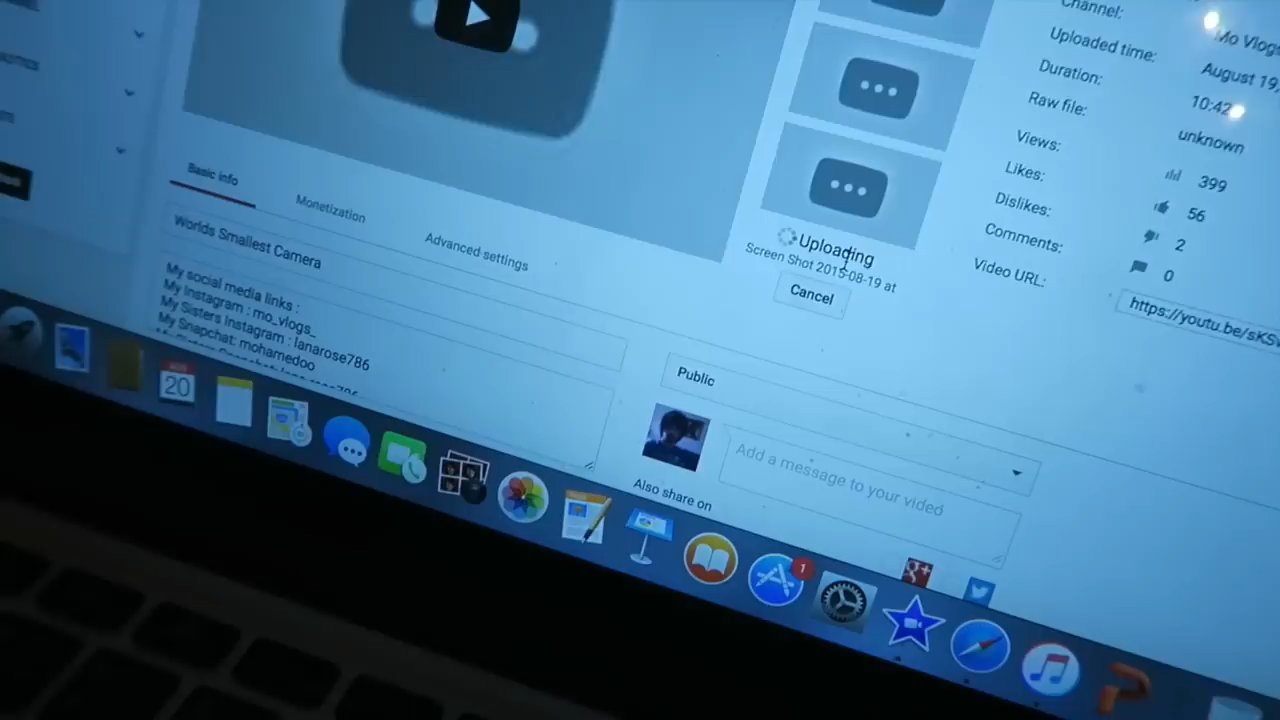 Channel:
Mo Vlogs
Uploaded time:
August 19,
Duration:
10:42
Raw file:
unknown
Views:
399
Likes:
56
Dislikes:
2
Comments:
0
Video URL:
https://youtu.be/sKS
Uploading
Screen Shot 2015-08-19 at
Cancel
Basic info
Monetization
Advanced settings
Worlds Smallest Camera
My social media links :
My Instagram : mo_vlogs_
My Sisters Instagram : lanarose786
My Snapchat: mohamedoo
Public
Add a message to your video
Also share on
20
1
g+